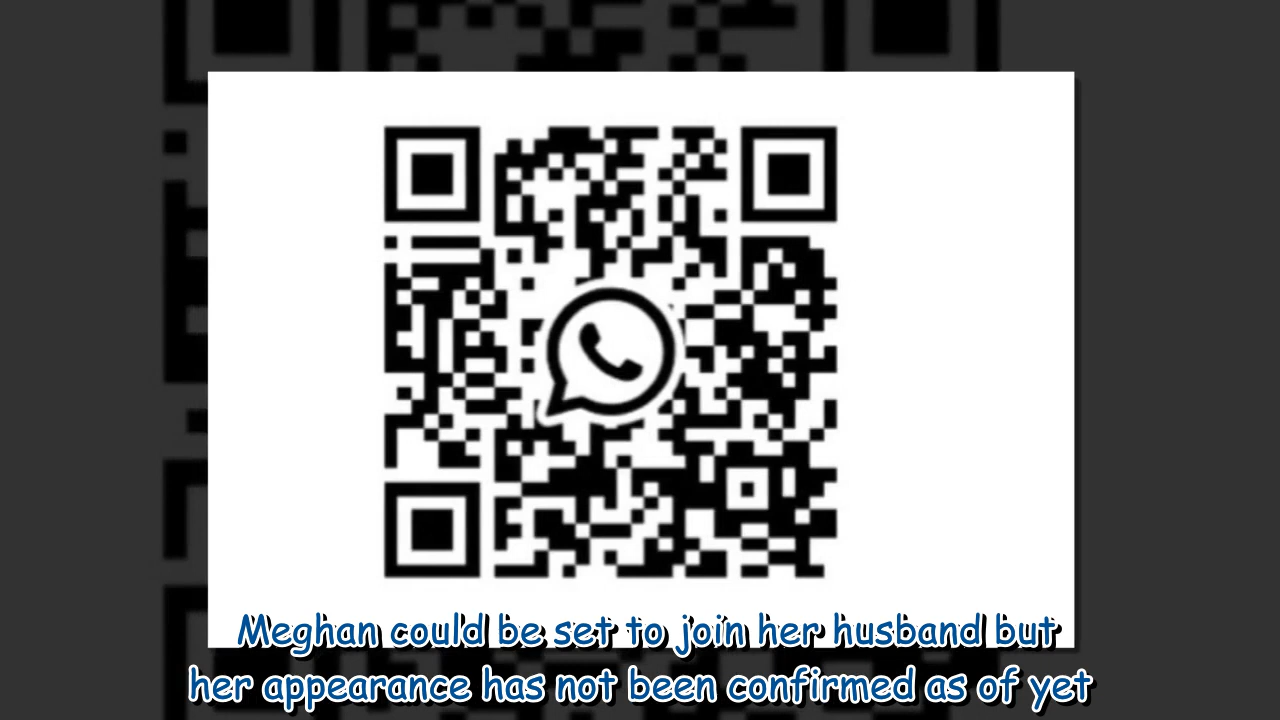 Meghan could be set to join her husband but
her appearance has not been confirmed as of yet